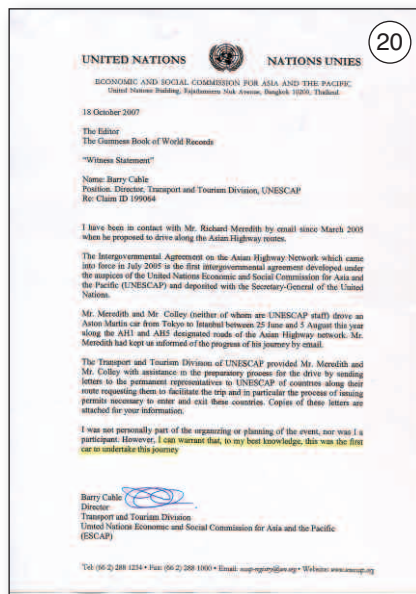 20
UNITED NATIONS NATIONS UNIES
ECONOMIC AND SOCIAL COMMISSION FOR ASIA AND THE PACIFIC
United Nations Building, Rajadamnern Nok Avenue, Bangkok 10200, Thailand
18 October 2007
The Editor
The Guinness Book of World Records
"Witness Statement"
Name: Barry Cable
Position. Director, Transport and Tourism Division, UNESCAP
Re: Claim ID 199064
I have been in contact with Mr. Richard Meredith by email since March 2005
when he proposed to drive along the Asian Highway routes.
The Intergovernmental Agreement on the Asian Highway Network which came
into force in July 2005 is the first intergovernmental agreement developed under
the auspices of the United Nations Economic and Social Commission for Asia and
the Pacific (UNESCAP) and deposited with the Secretary-General of the United
Nations.
Mr. Meredith and Mr. Colley (neither of whom are UNESCAP staff) drove an
Aston Martin car from Tokyo to Istanbul between 25 June and 5 August this year
along the AH1 and AH5 designated roads of the Asian Highway network. Mr.
Meredith had kept us informed of the progress of his journey by email.
The Transport and Tourism Division of UNESCAP provided Mr. Meredith and
Mr. Colley with assistance in the preparatory process for the drive by sending
letters to the permanent representatives to UNESCAP of countries along their
route requesting them to facilitate the trip and in particular the process of issuing
permits necessary to enter and exit these countries. Copies of these letters are
attached for your information.
I was not personally part of the organizing or planning of the event, nor was I a
participant. However, I can warrant that, to my best knowledge, this was the first
car to undertake this journey
Barry Cable
Director
Transport and Tourism Division
United Nations Economic and Social Commission for Asia and the Pacific
(ESCAP)
Tel: (66 2) 288 1234 • Fax: (66 2) 288 1000 • Email: • Website: www.unescap.org